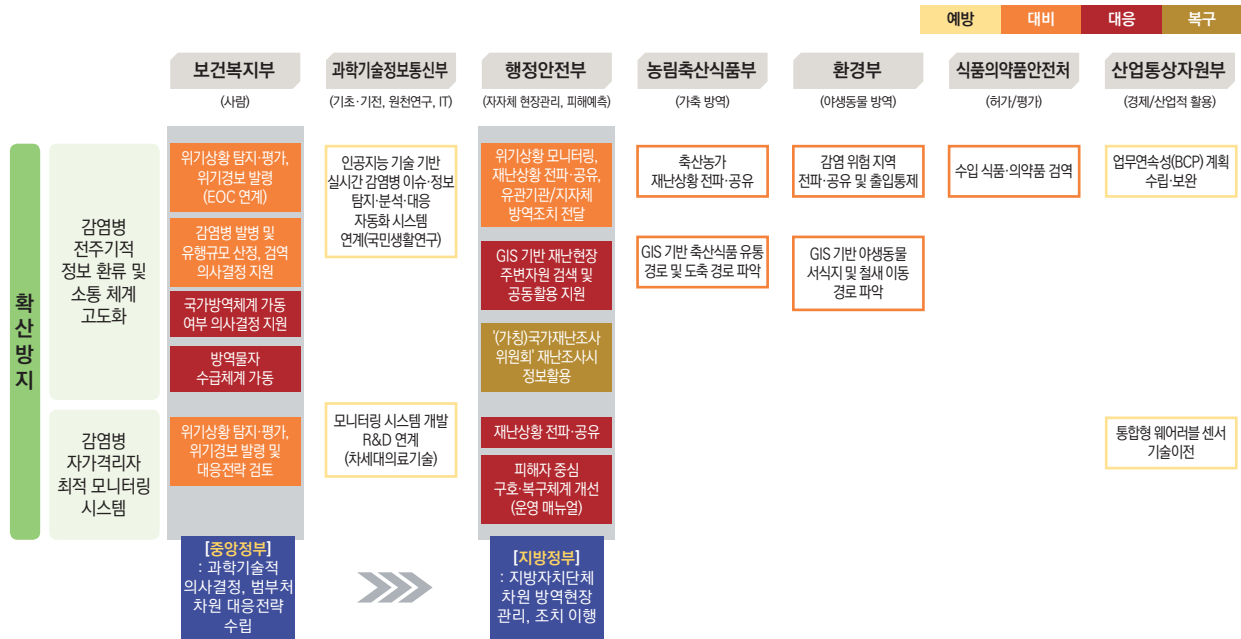 예방 대비 대응 복구
보건복지부
(사람)
과학기술정보통신부
(기초·기전, 원천연구, IT)
행정안전부
(자자체 현장관리, 피해예측)
농림축산식품부
(가축 방역)
환경부
(야생동물 방역)
식품의약품안전처
(허가/평가)
산업통상자원부
(경제/산업적 활용)
확산방지
감염병
전주기적
정보 환류 및
소통 체계
고도화
위기상황 탐지·평가,
위기경보 발령
(EOC 연계)
감염병 발병 및
유행규모 산정, 검역
의사결정 지원
국가방역체계 가동
여부 의사결정 지원
방역물자
수급체계 가동
인공지능 기술 기반
실시간 감염병 이슈·정보
탐지·분석·대응
자동화 시스템
연계(국민생활연구)
위기상황 모니터링,
재난상황 전파·공유,
유관기관/지자체
방역조치 전달
GIS 기반 재난현장
주변자원 검색 및
공동활용 지원
'(가칭)국가재난조사
위원회' 재난조사시
정보활용
축산농가
재난상황 전파·공유
GIS 기반 축산식품 유통
경로 및 도축 경로 파악
감염 위험 지역
전파·공유 및 출입통제
GIS 기반 야생동물
서식지 및 철새 이동
경로 파악
수입 식품·의약품 검역
업무연속성(BCP) 계획
수립·보완
감염병
자가격리자
최적 모니터링
시스템
위기상황 탐지·평가,
위기경보 발령 및
대응전략 검토
모니터링 시스템 개발
R&D 연계
(차세대의료기술)
재난상황 전파·공유
피해자 중심
구호·복구체계 개선
(운영 매뉴얼)
통합형 웨어러블 센서
기술이전
[중앙정부]
: 과학기술적
의사결정, 범부처
차원 대응전략
수립
[지방정부]
: 지방자치단체
차원 방역현장
관리, 조치 이행